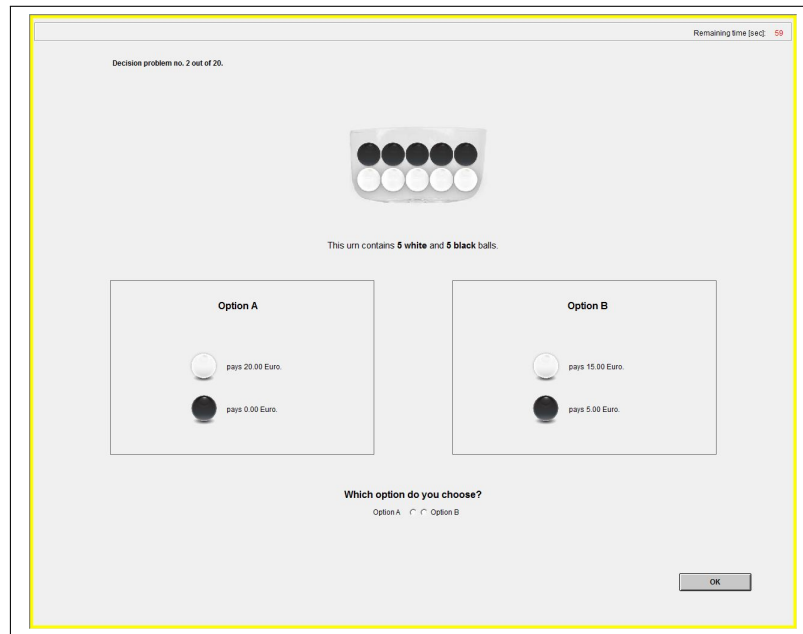 Remaining time [sec]: 59
Decision problem no. 2 out of 20.
This urn contains 5 white and 5 black balls.
Option A
Option B
pays 20.00 Euro.
pays 15.00 Euro.
pays 0.00 Euro.
pays 5.00 Euro.
Which option do you choose?
Option A Option B
OK